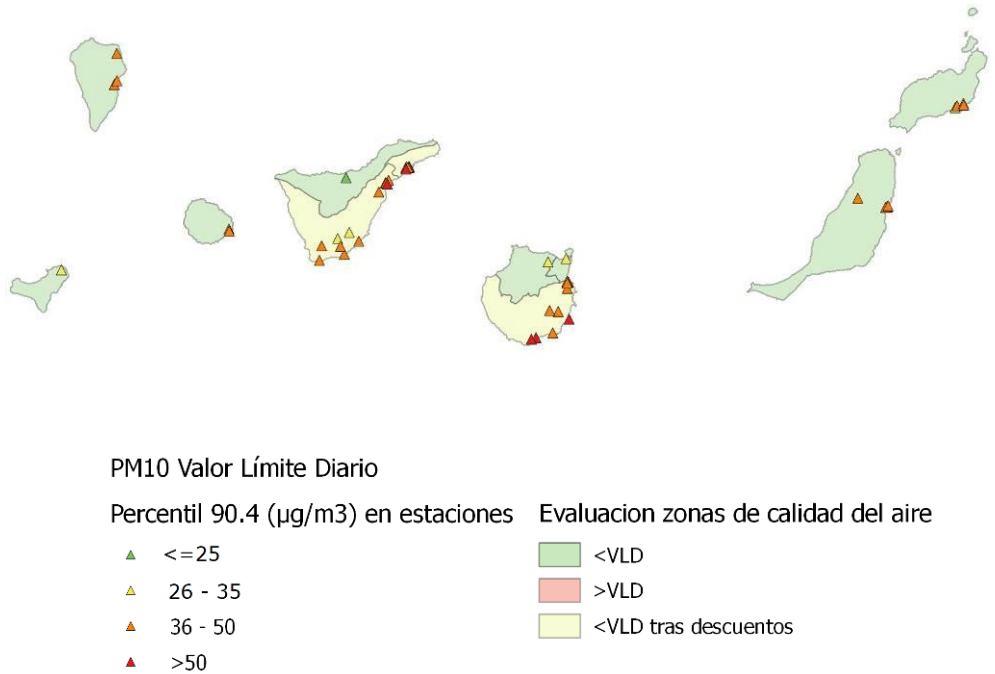 PM10 Valor Límite Diario
Percentil 90.4 (µg/m3) en estaciones
<=25
26 - 35
36 - 50
>50
Evaluacion zonas de calidad del aire
<VLD
>VLD
<VLD tras descuentos